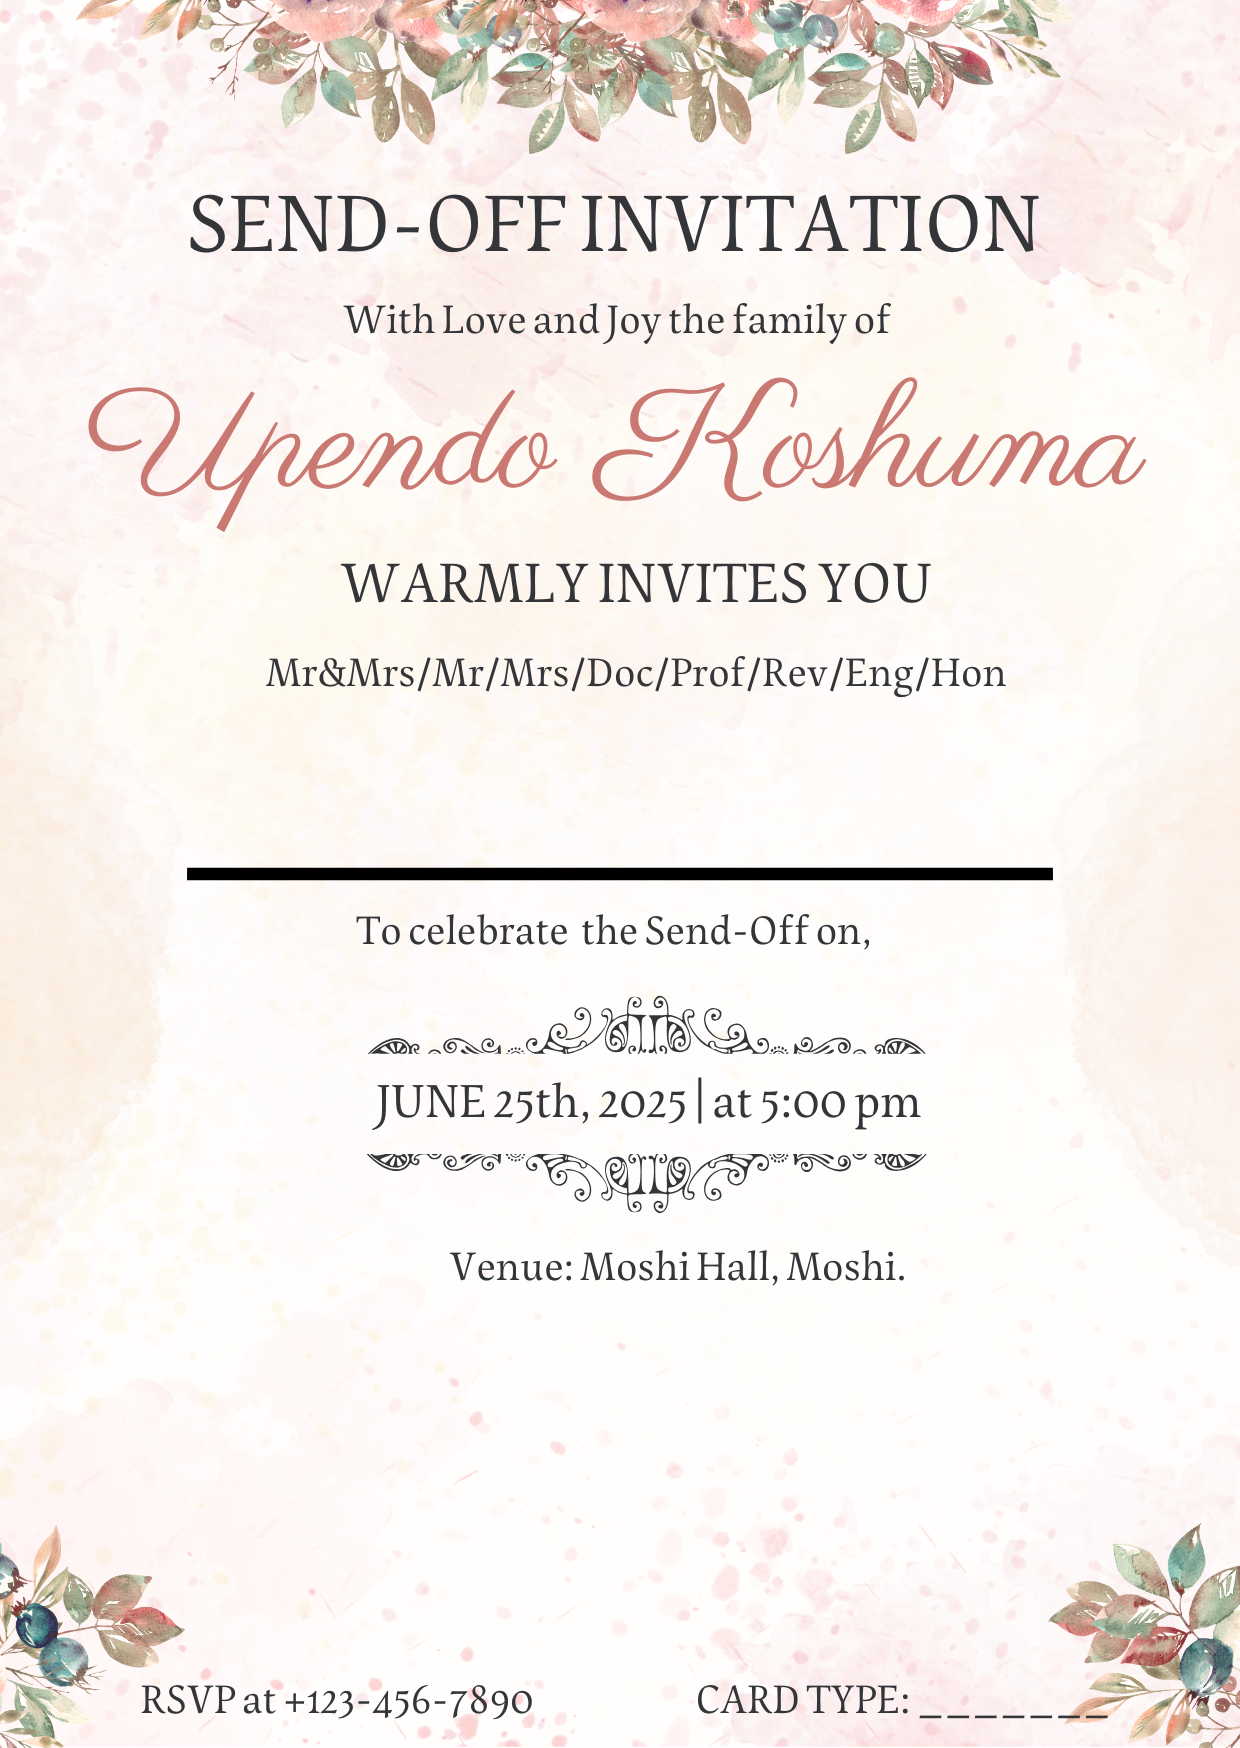 SEND-OFF INVITATION
With Love and Joy the family of
Upendo Koshuma
WARMLY INVITES YOU
Mr&Mrs/Mr/Mrs/Doc/Prof/Rev/Eng/Hon
To celebrate the Send-Off on,
JUNE 25th, 2025 | at 5:00 pm
Venue: Moshi Hall, Moshi.
RSVP at +123-456-7890 CARD TYPE: _______